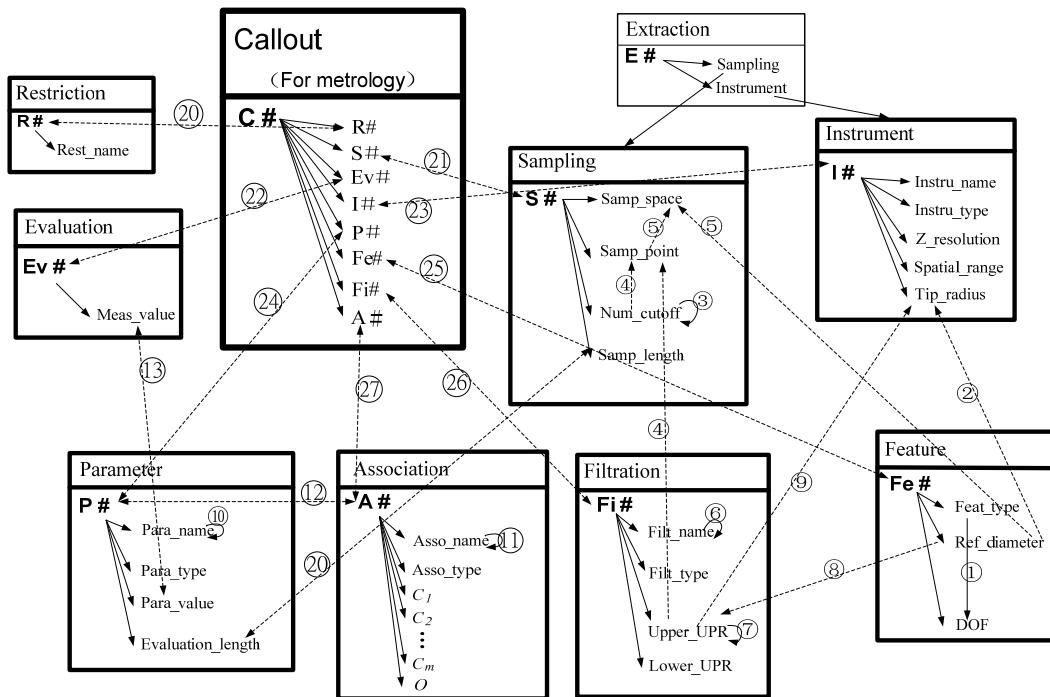 Callout
（For metrology）
C#
R#
S#
Ev#
I#
P#
Fe#
Fi#
A#
Extraction
E#
Sampling
Instrument
Restriction
R#
Rest_name
⑳
㉑
㉒
㉓
㉔
㉕
㉖
㉗
Evaluation
Ev#
Meas_value
⑬
Sampling
S#
Samp_space
⑤
Samp_point
④
Num_cutoff
③
Samp_length
Instrument
I#
Instru_name
Instru_type
Z_resolution
Spatial_range
Tip_radius
⑤
②
④
⑨
Parameter
P#
Para_name
⑩
Para_type
Para_value
Evaluation_length
⑫
⑳
Association
A#
Asso_name
⑪
Asso_type
C1
C2
⋮
Cm
O
Filtration
Fi#
Filt_name
⑥
Filt_type
Upper_UPR
⑦
Lower_UPR
⑧
Feature
Fe#
Feat_type
Ref_diameter
①
DOF